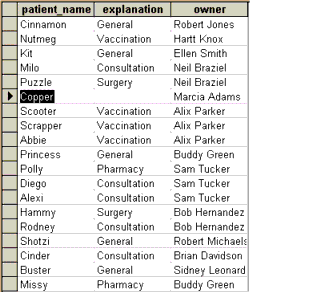 patient_name explanation owner
Cinnamon General Robert Jones
Nutmeg Vaccination Hartt Knox
Kit General Ellen Smith
Milo Consultation Neil Braziel
Puzzle Surgery Neil Braziel
Copper Marcia Adams
Scooter Vaccination Alix Parker
Scrapper Vaccination Alix Parker
Abbie Vaccination Alix Parker
Princess General Buddy Green
Polly Pharmacy Sam Tucker
Diego Consultation Sam Tucker
Alexi Consultation Sam Tucker
Hammy Surgery Bob Hernandez
Rodney Consultation Bob Hernandez
Shotzi General Robert Michaels
Cinder Consultation Brian Davidson
Buster General Sidney Leonard
Missy Pharmacy Buddy Green